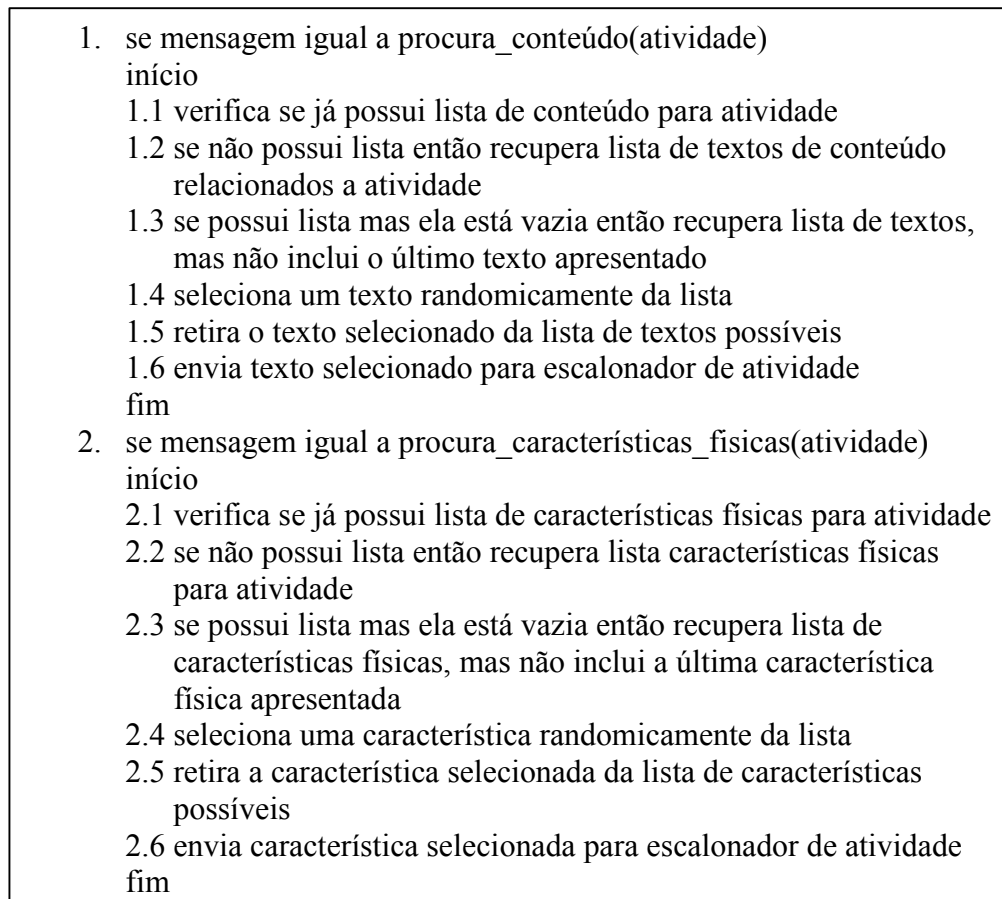 1. se mensagem igual a procura_conteúdo(atividade)
início
1.1 verifica se já possui lista de conteúdo para atividade
1.2 se não possui lista então recupera lista de textos de conteúdo
relacionados a atividade
1.3 se possui lista mas ela está vazia então recupera lista de textos,
mas não inclui o último texto apresentado
1.4 seleciona um texto randomicamente da lista
1.5 retira o texto selecionado da lista de textos possíveis
1.6 envia texto selecionado para escalonador de atividade
fim
2. se mensagem igual a procura_características_fisicas(atividade)
início
2.1 verifica se já possui lista de características físicas para atividade
2.2 se não possui lista então recupera lista características físicas
para atividade
2.3 se possui lista mas ela está vazia então recupera lista de
características físicas, mas não inclui a última característica
física apresentada
2.4 seleciona uma característica randomicamente da lista
2.5 retira a característica selecionada da lista de características
possíveis
2.6 envia característica selecionada para escalonador de atividade
fim